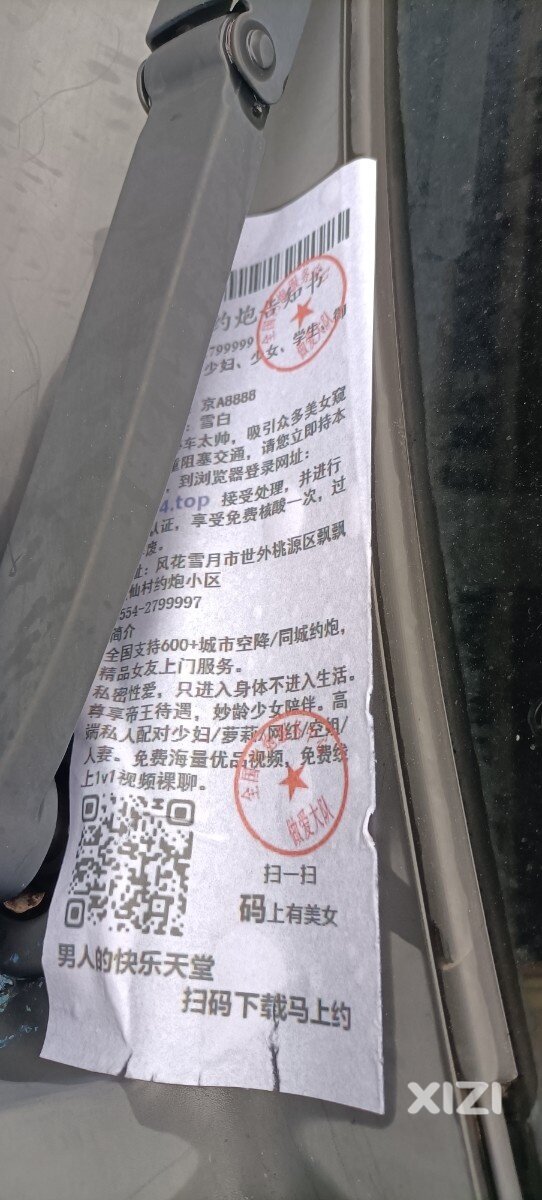 约炮告知书
799999
少妇、少女、学生、
京A8888
：雪白
车太帅，吸引众多美女窥
阻塞交通，请您立即持本
，到浏览器登录网址：
4.top 接受处理，并进行
认证，享受免费核酸一次，过
废。
址：风花雪月市世外桃源区飘飘
仙村约炮小区
554-2799997
简介
全国支持600+城市空降/同城约炮，
精品女友上门服务。
私密性爱，只进入身体不进入生活。
尊享帝王待遇，妙龄少女陪伴。高
端私人配对少妇/萝莉/网红/空姐/
人妻。免费海量优品视频，免费线
上1v1视频裸聊。
做爱大队
扫一扫
码上有美女
男人的快乐天堂
扫码下载马上约
XIZI